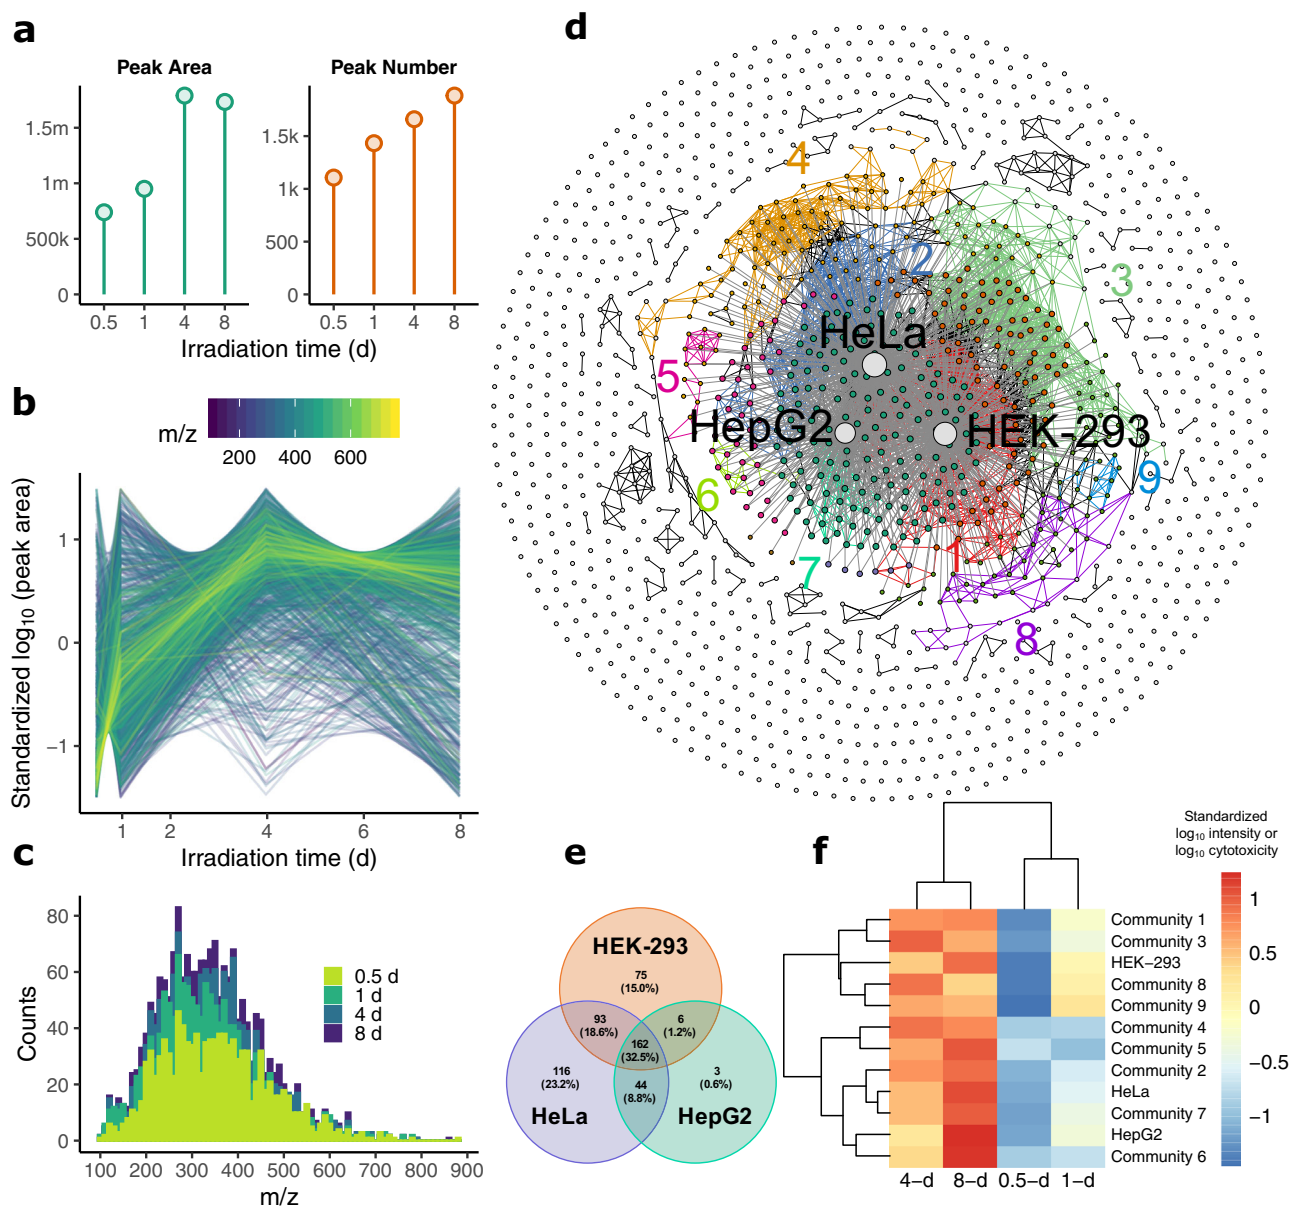 a
Peak Area
1.5m
1m
500k
0
0.5 1 4 8
Peak Number
1.5k
1k
500
0
0.5 1 4 8
Irradiation time (d)
b
m/z
200 400 600
Standardized log10 (peak area)
1
0
−1
1 2 4 6 8
Irradiation time (d)
c
Counts
80
60
40
20
0
0.5 d
1 d
4 d
8 d
100 200 300 400 500 600 700 800 900
m/z
d
4
2
3
HeLa
5
HepG2
HEK-293
9
6
1
7
8
e
HEK-293
75
(15.0%)
93
(18.6%)
6
(1.2%)
162
(32.5%)
116
(23.2%)
44
(8.8%)
3
(0.6%)
HeLa
HepG2
f
Standardized
log10 intensity or
log10 cytotoxicity
1
0.5
0
−0.5
−1
Community 1
Community 3
HEK−293
Community 8
Community 9
Community 4
Community 5
Community 2
HeLa
Community 7
HepG2
Community 6
4−d 8−d 0.5−d 1−d